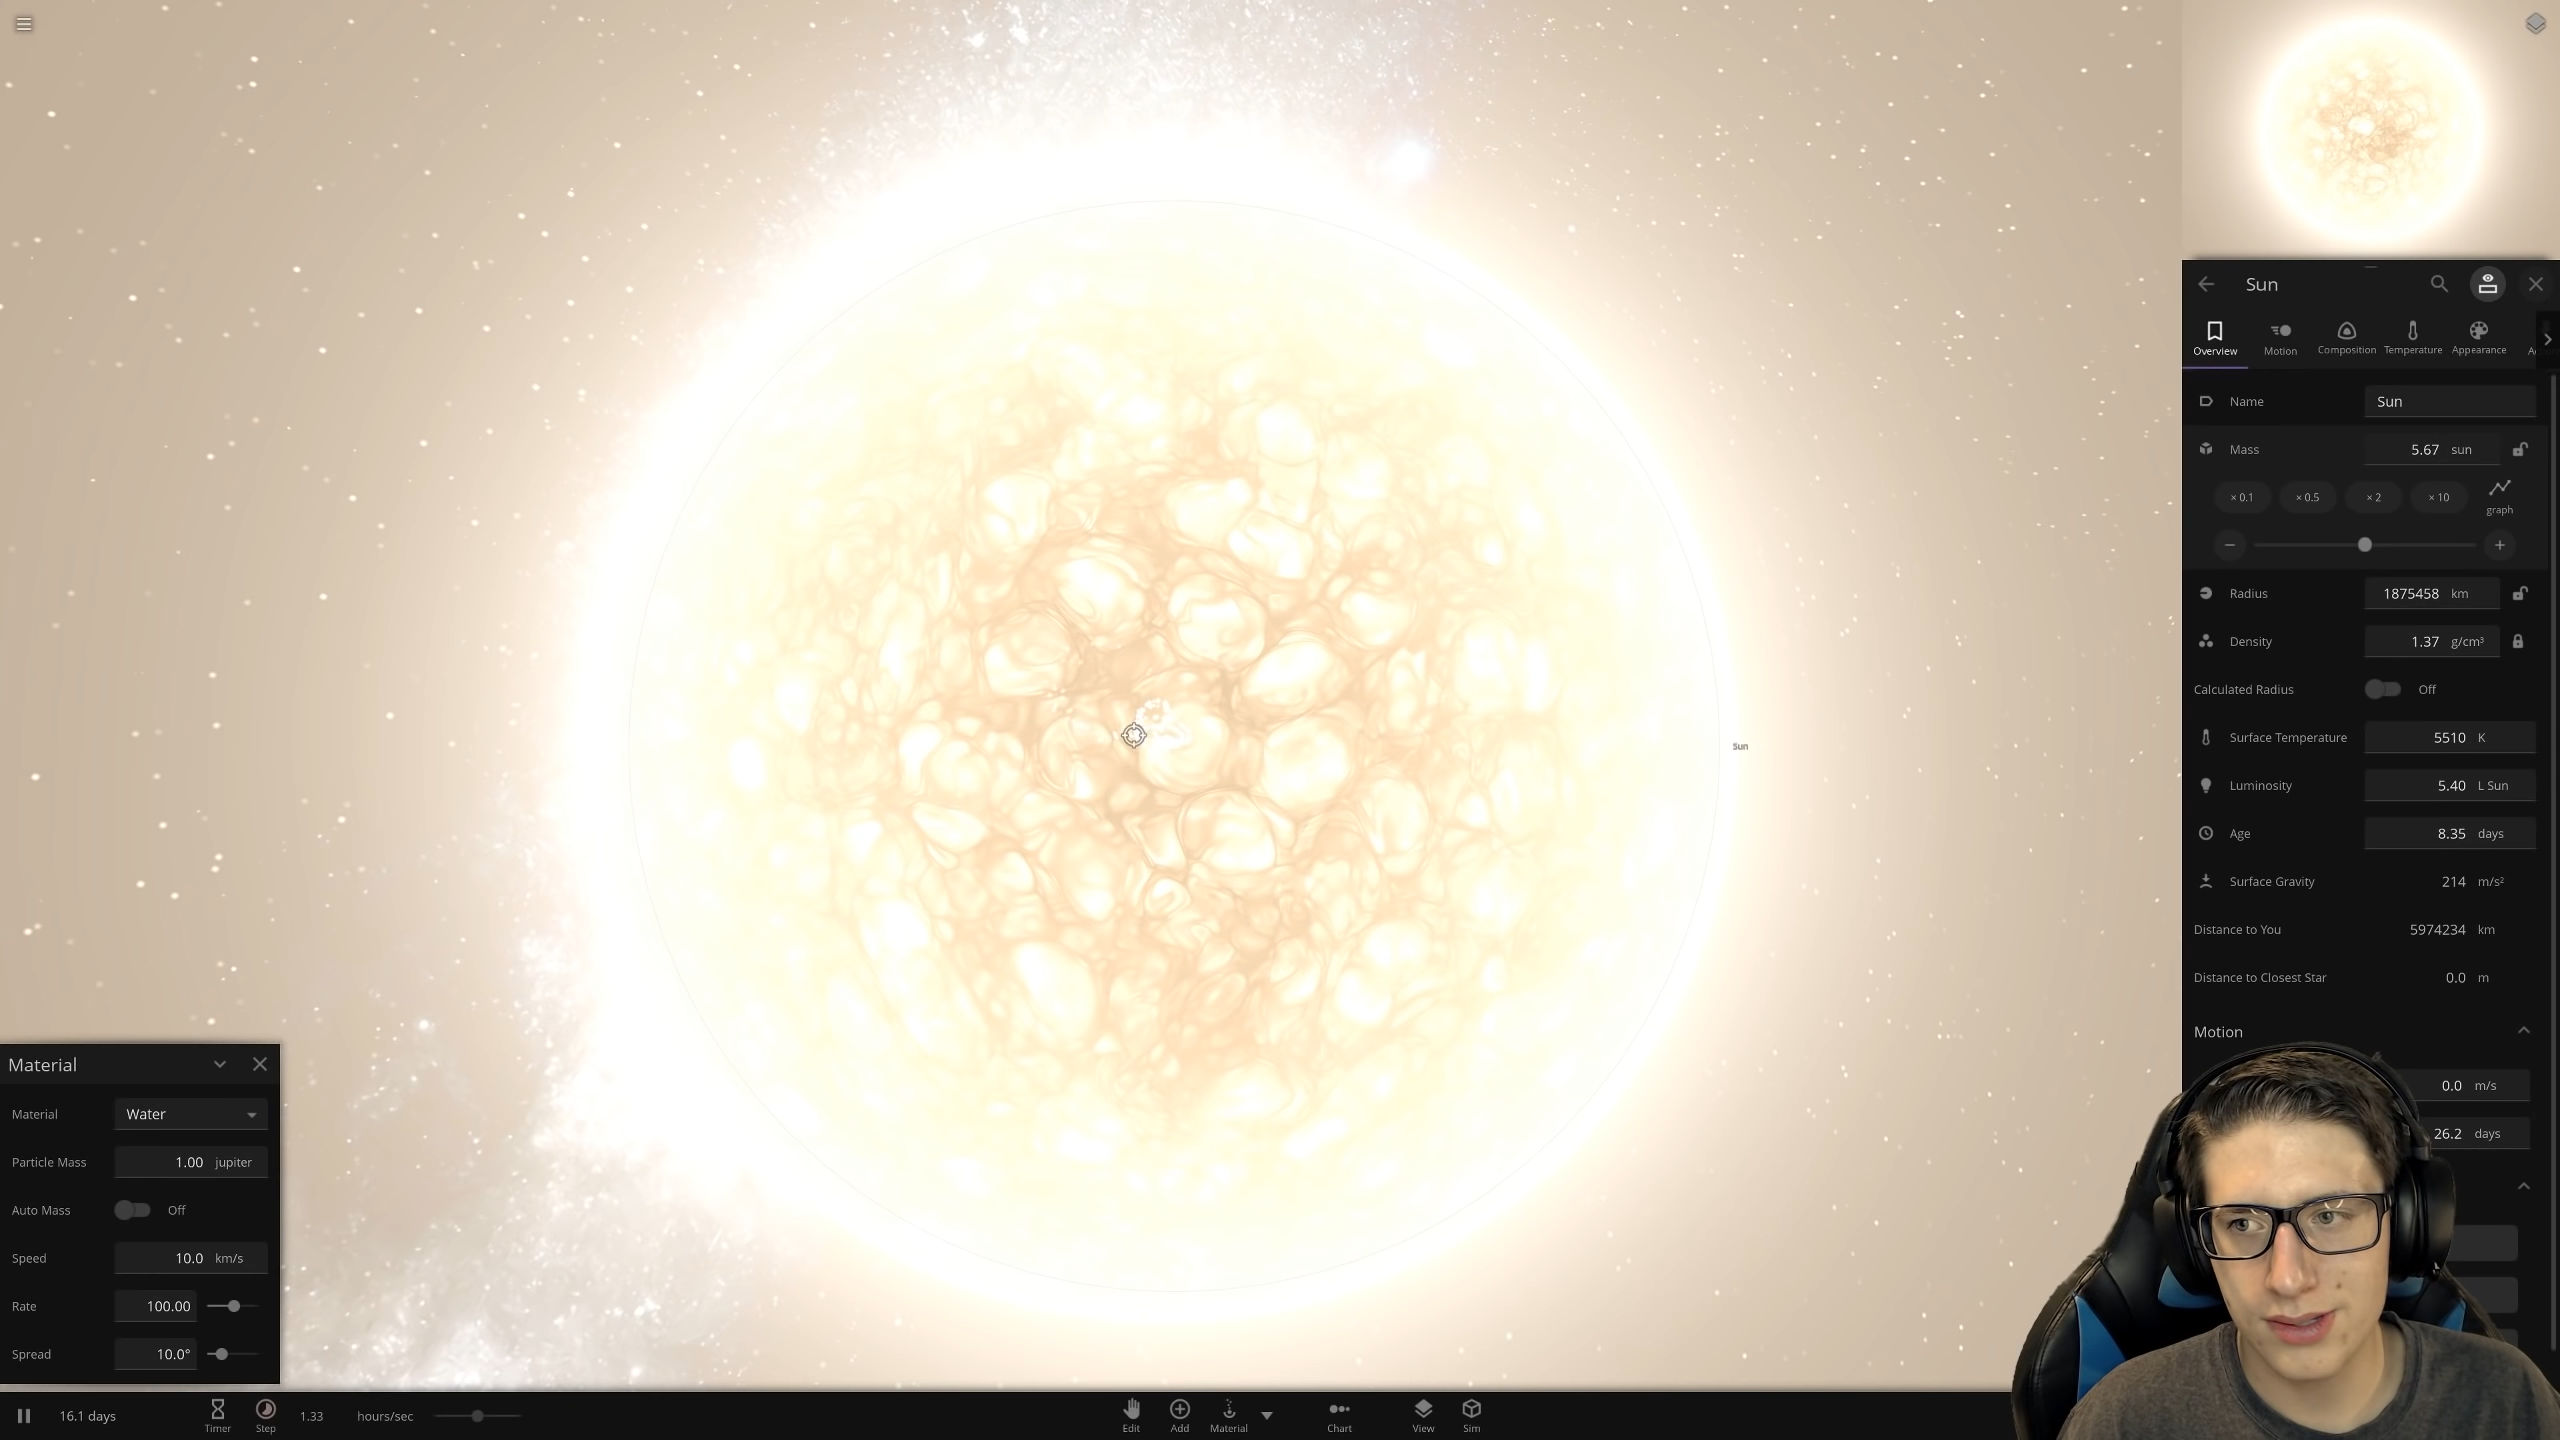 Sun
Overview
Motion
Composition
Temperature
Appearance
Name
Sun
Mass
5.67 sun
× 0.1
× 0.5
× 2
× 10
graph
Radius
1875458 km
Density
1.37 g/cm³
Calculated Radius
Off
Surface Temperature
5510 K
Sun
Luminosity
5.40 L Sun
Age
8.35 days
Surface Gravity
214 m/s²
Distance to You
5974234 km
Distance to Closest Star
0.0 m
Motion
0.0 m/s
26.2 days
Material
Material
Water
Particle Mass
1.00 jupiter
Auto Mass
Off
Speed
10.0 km/s
Rate
100.00
Spread
10.0°
16.1 days
Timer
Step
1.33 hours/sec
Edit
Add
Material
Chart
View
Sim